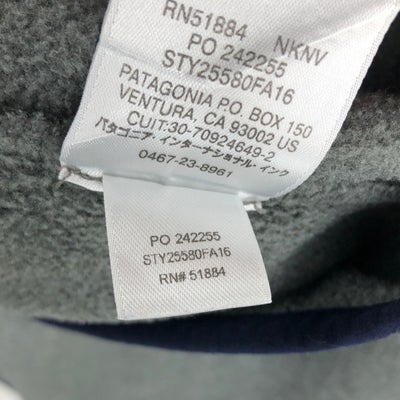 RN51884 NKNV
PO 242255
STY25580FA16
PATAGONIA P.O. BOX 150
VENTURA, CA 93002 US
CUIT:30-70924649-2
パタゴニア・インターナショナル・インク
0467-23-8961
PO 242255
STY25580FA16
RN# 51884